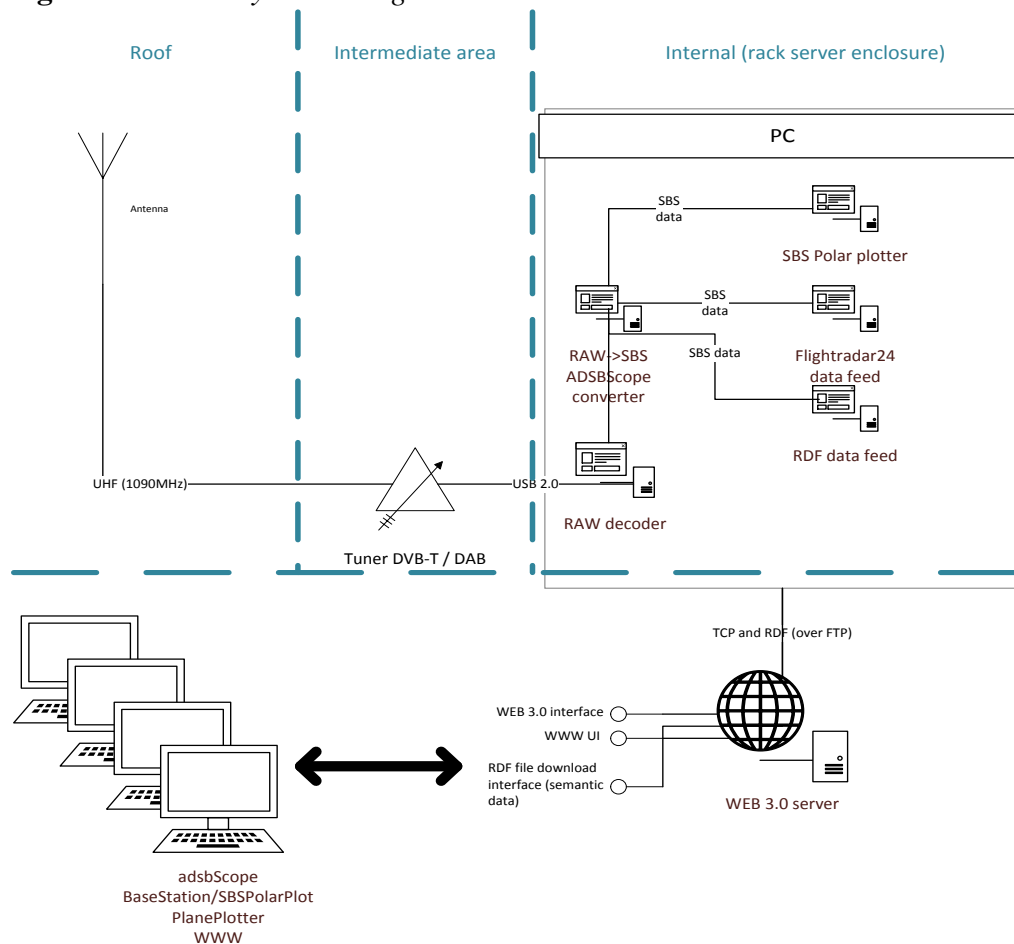 Roof
Intermediate area
Internal (rack server enclosure)
PC
Antenna
SBS
data
SBS Polar plotter
SBS
data
RAW->SBS
ADSBScope
converter
SBS data
Flightradar24
data feed
RDF data feed
UHF (1090MHz)
USB 2.0
RAW decoder
Tuner DVB-T / DAB
TCP and RDF (over FTP)
WEB 3.0 interface
WWW UI
RDF file download
interface (semantic
data)
WEB 3.0 server
adsbScope
BaseStation/SBSPolarPlot
PlanePlotter
WWW